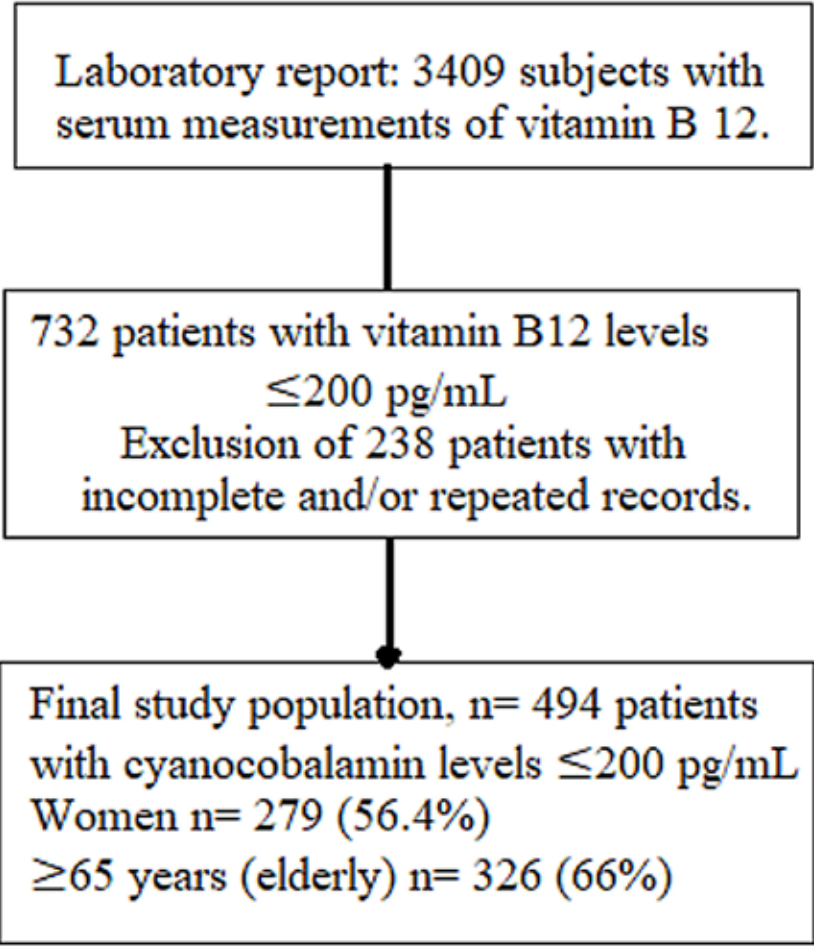 Laboratory report: 3409 subjects with
serum measurements of vitamin B 12.
732 patients with vitamin B12 levels
≤200 pg/mL
Exclusion of 238 patients with
incomplete and/or repeated records.
Final study population, n= 494 patients
with cyanocobalamin levels ≤200 pg/mL
Women n= 279 (56.4%)
≥65 years (elderly) n= 326 (66%)